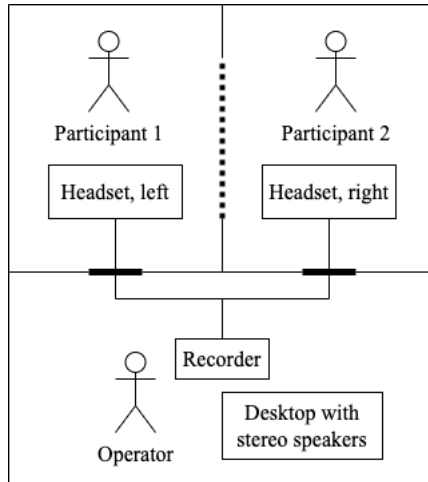 Participant 1
Participant 2
Headset, left
Headset, right
Recorder
Operator
Desktop with
stereo speakers